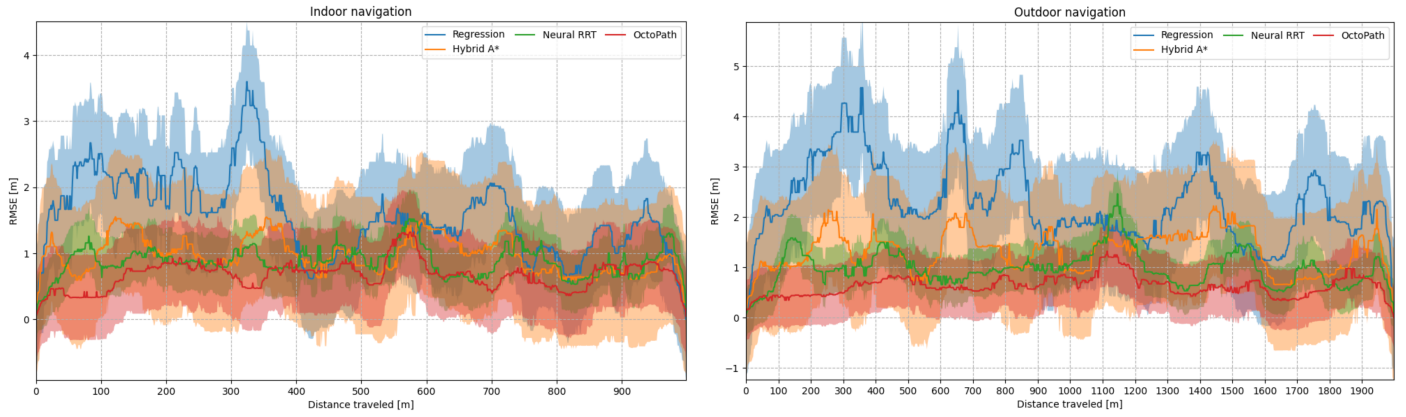 Indoor navigation
Regression Neural RRT OctoPath
Hybrid A*
RMSE [m]
4
3
2
1
0
0 100 200 300 400 500 600 700 800 900
Distance traveled [m]
Outdoor navigation
Regression Neural RRT OctoPath
Hybrid A*
RMSE [m]
5
4
3
2
1
0
−1
0 100 200 300 400 500 600 700 800 900 1000 1100 1200 1300 1400 1500 1600 1700 1800 1900
Distance traveled [m]